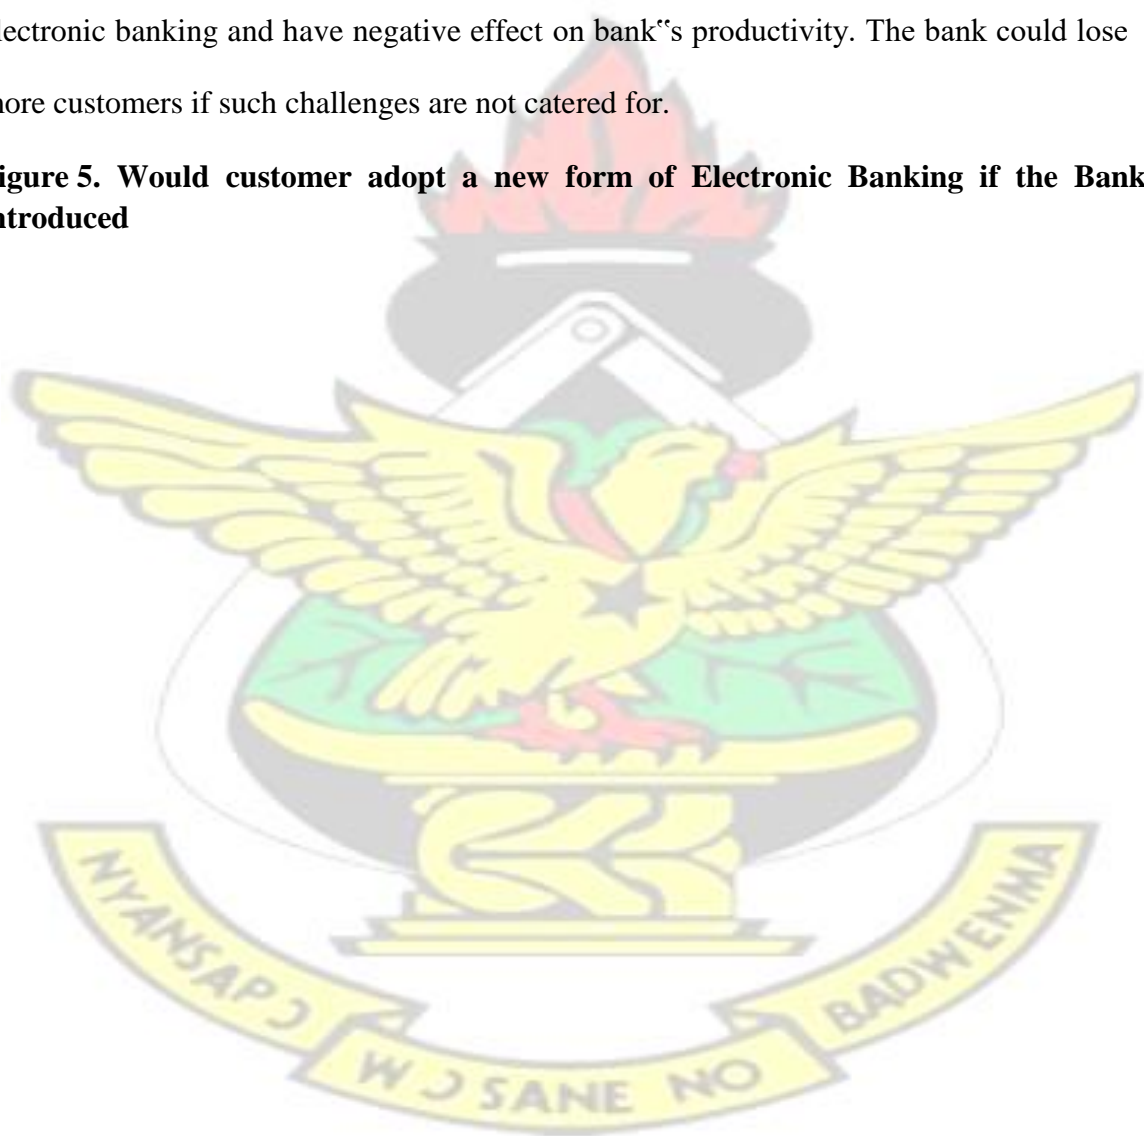 lectronic banking and have negative effect on bank‟s productivity. The bank could lose
nore customers if such challenges are not catered for.
igure 5. Would customer adopt a new form of Electronic Banking if the Bank
ntroduced
NYANSAPƆ
WƆSANE NO
BADWENMA